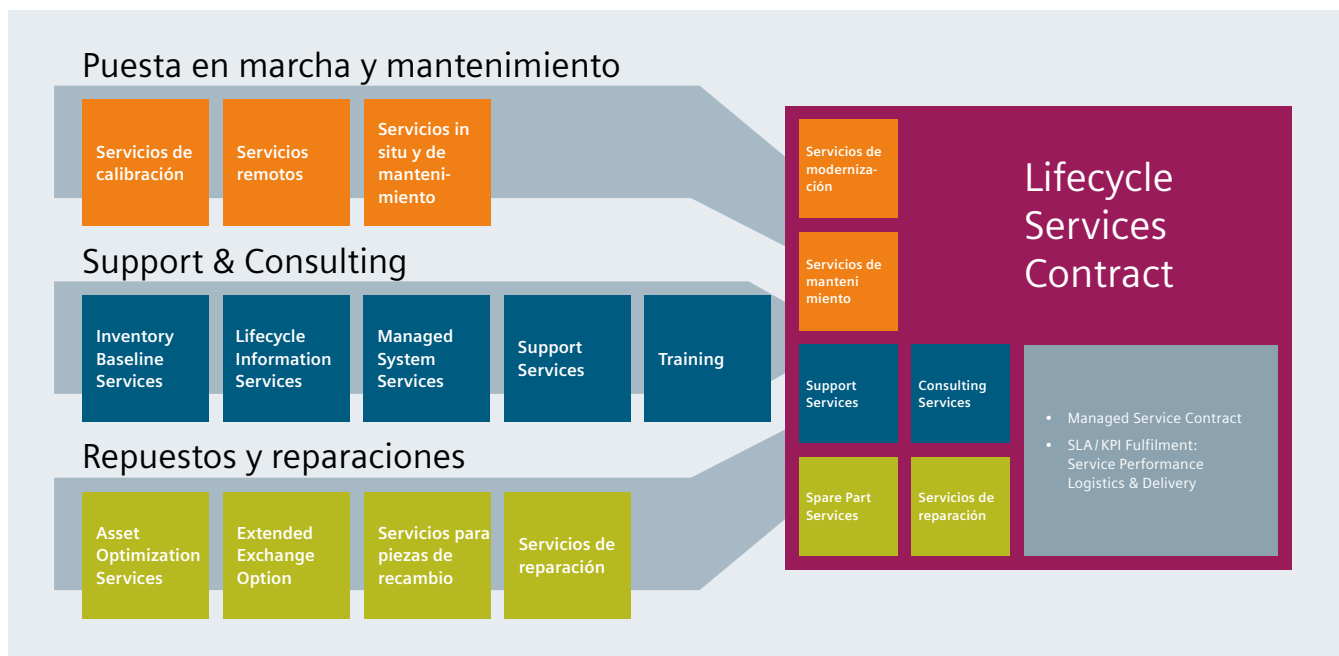 Puesta en marcha y mantenimiento
Servicios de
calibración
Servicios
remotos
Servicios in
situ y de
manteni-
miento
Support & Consulting
Inventory
Baseline
Services
Lifecycle
Information
Services
Managed
System
Services
Support
Services
Training
Repuestos y reparaciones
Asset
Optimization
Services
Extended
Exchange
Option
Servicios para
piezas de
recambio
Servicios de
reparación
Servicios de
moderniza-
ción
Lifecycle
Services
Contract
Servicios de
manteni
miento
Support
Services
Consulting
Services
Spare Part
Services
Servicios de
reparación
• Managed Service Contract
• SLA/KPI Fulfilment:
Service Performance
Logistics & Delivery